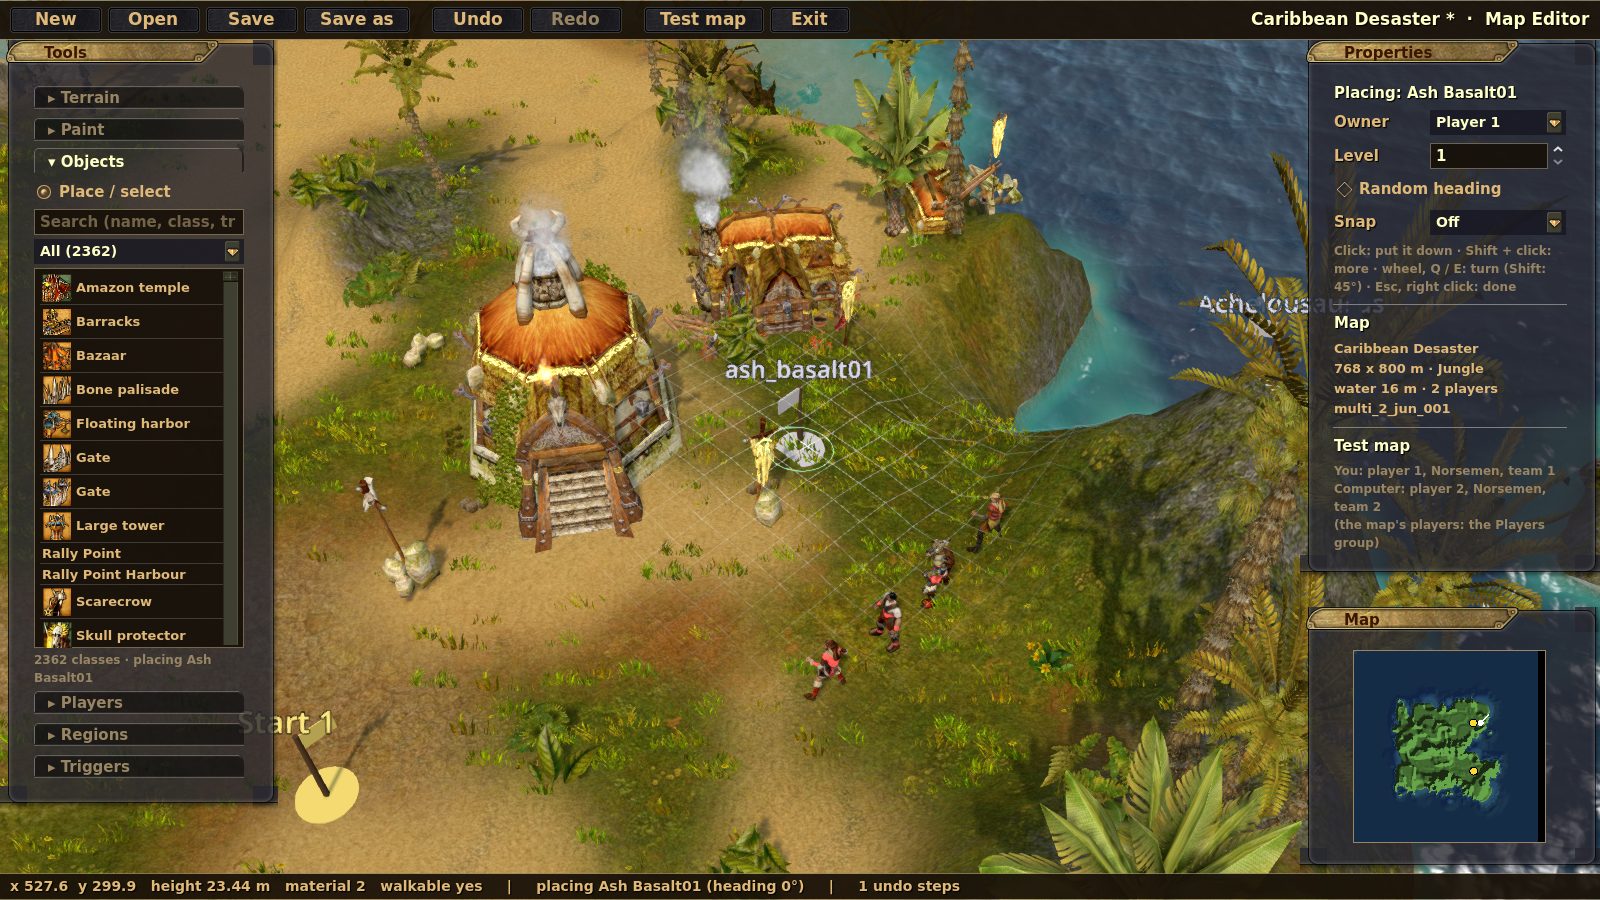 New Open Save Save as Undo Redo Test map Exit Caribbean Desaster * · Map Editor
Tools
▸ Terrain
▸ Paint
▾ Objects
Place / select
Search (name, class, tr
All (2362)
Amazon temple
Barracks
Bazaar
Bone palisade
Floating harbor
Gate
Gate
Large tower
Rally Point
Rally Point Harbour
Scarecrow
Skull protector
2362 classes · placing Ash
Basalt01
▸ Players
▸ Regions
▸ Triggers
Start 1
ash_basalt01
Properties
Placing: Ash Basalt01
Owner Player 1
Level 1
Random heading
Snap Off
Click: put it down · Shift + click:
more · wheel, Q / E: turn (Shift:
45°) · Esc, right click: done
Map
Caribbean Desaster
768 x 800 m · Jungle
water 16 m · 2 players
multi_2_jun_001
Test map
You: player 1, Norsemen, team 1
Computer: player 2, Norsemen,
team 2
(the map's players: the Players
group)
Map
x 527.6 y 299.9 height 23.44 m material 2 walkable yes | placing Ash Basalt01 (heading 0°) | 1 undo steps